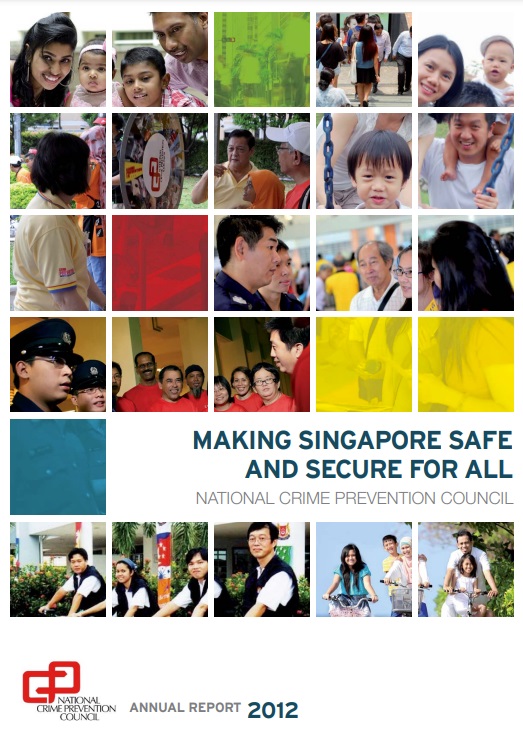 MAKING SINGAPORE SAFE
AND SECURE FOR ALL
NATIONAL CRIME PREVENTION COUNCIL
NATIONAL
CRIME PREVENTION
COUNCIL
ANNUAL REPORT 2012